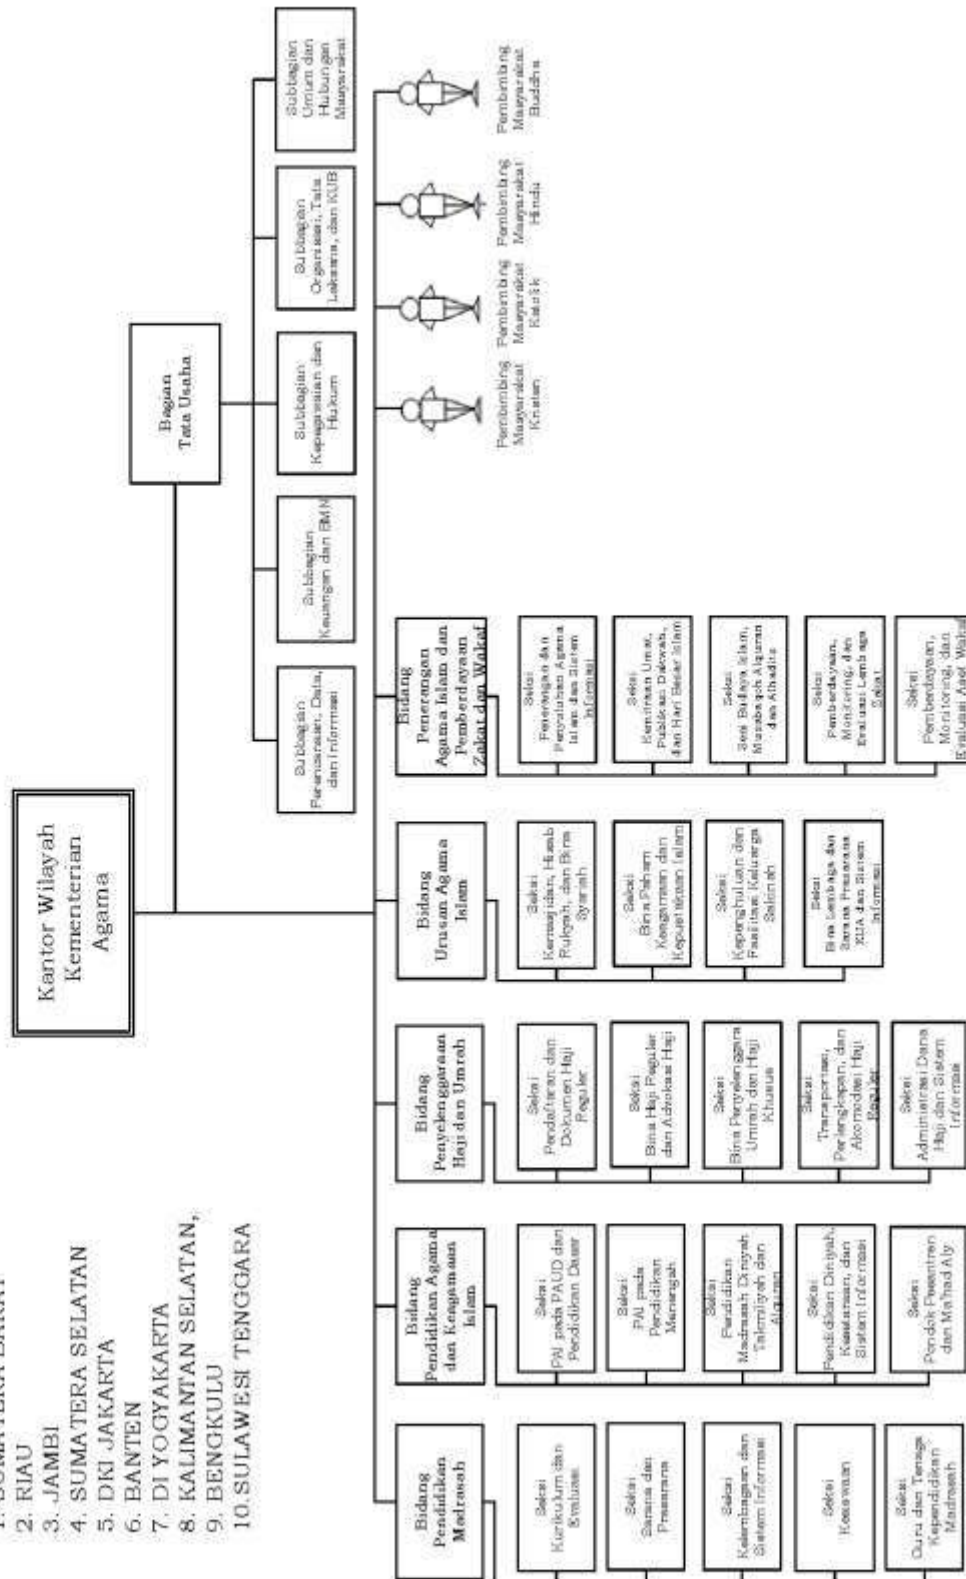 1. SUMATERA BARAT
2. RIAU
3. JAMBI
4. SUMATERA SELATAN
5. DKI JAKARTA
6. BANTEN
7. DI YOGYAKARTA
8. KALIMANTAN SELATAN,
9. BENGKULU
10. SULAWESI TENGGARA
Kantor Wilayah
Kementerian
Agama
Bagian
Tata Usaha
Subbagian
Perencanaan, Data,
dan Informasi
Subbagian
Keuangan dan BMN
Subbagian
Kepegawaian dan
Hukum
Subbagian
Organisasi, Tata
Laksana, dan KUB
Subbagian
Umum dan
Hubungan
Masyarakat
Bidang
Pendidikan
Madrasah
Seksi
Kurikulum dan
Evaluasi
Seksi
Sarana dan
Prasarana
Seksi
Kelembagaan dan
Sistem Informasi
Seksi
Kesiswaan
Seksi
Guru dan Tenaga
Kependidikan
Madrasah
Bidang
Pendidikan Agama
dan Keagamaan
Islam
Seksi
PAI pada PAUD dan
Pendidikan Dasar
Seksi
PAI pada
Pendidikan
Menengah
Seksi
Pendidikan
Madrasah Diniyah
Takmiliyah dan
Alquran
Seksi
Pendidikan Diniyah,
Kesetaraan, dan
Sistem Informasi
Seksi
Pondok Pesantren
dan Ma'had Aly
Bidang
Penyelenggaraan
Haji dan Umrah
Seksi
Pendaftaran dan
Dokumen Haji
Reguler
Seksi
Bina Haji Reguler
dan Advokasi Haji
Seksi
Bina Penyelenggara
Umrah dan Haji
Khusus
Seksi
Transportasi,
Perlengkapan, dan
Akomodasi Haji
Reguler
Seksi
Administrasi Dana
Haji dan Sistem
Informasi
Bidang
Urusan Agama
Islam
Seksi
Kemasjidan, Hisab
Rukyah, dan Bina
Syariah
Seksi
Bina Paham
Keagamaan dan
Kepustakaan Islam
Seksi
Kepenghuluan dan
Fasilitasi Keluarga
Sakinah
Seksi
Bina Lembaga dan
Sarana Prasarana
KUA dan Sistem
Informasi
Bidang
Penerangan
Agama Islam dan
Pemberdayaan
Zakat dan Wakaf
Seksi
Penerangan dan
Penyuluhan Agama
Islam dan Sistem
Informasi
Seksi
Kemitraan Umat,
Publikasi Dakwah,
dan Hari Besar Islam
Seksi
Seni Budaya Islam,
Musabaqoh Alquran
dan Alhadits
Seksi
Pemberdayaan,
Monitoring, dan
Evaluasi Lembaga
Zakat
Seksi
Pemberdayaan,
Monitoring, dan
Evaluasi Aset Wakaf
Pembimbing
Masyarakat
Kristen
Pembimbing
Masyarakat
Katolik
Pembimbing
Masyarakat
Hindu
Pembimbing
Masyarakat
Buddha